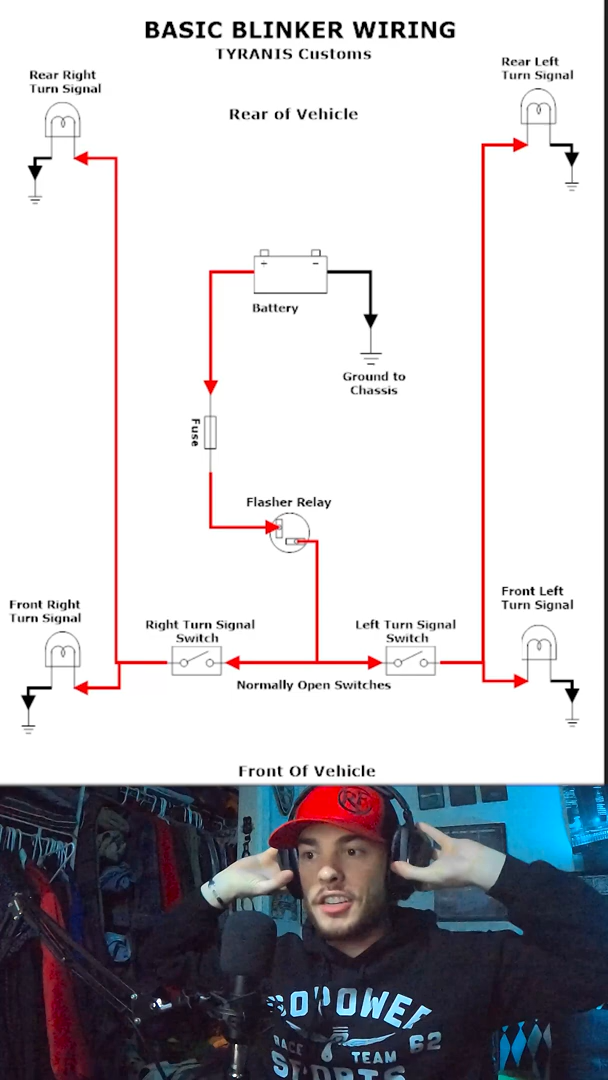 BASIC BLINKER WIRING
TYRANIS Customs
Rear Right
Turn Signal
Rear Left
Turn Signal
Rear of Vehicle
Battery
Ground to
Chassis
Fuse
Flasher Relay
Front Right
Turn Signal
Right Turn Signal
Switch
Left Turn Signal
Switch
Front Left
Turn Signal
Normally Open Switches
Front Of Vehicle
RACE TEAM 62
SPORTS